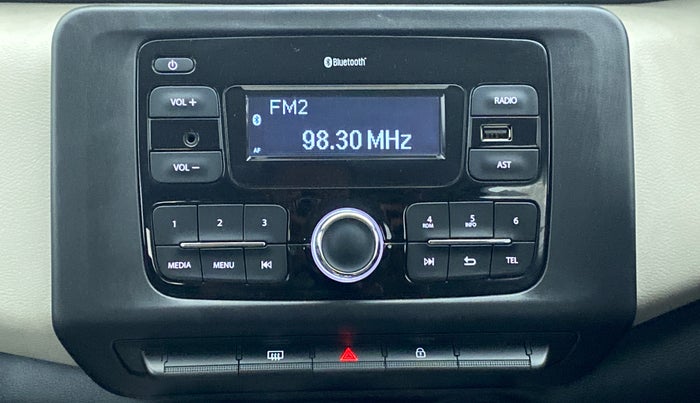 Bluetooth
VOL +
FM2
RADIO
AF
98.30 MHz
VOL −
AST
1 2 3
4 RDM 5 INFO 6
MEDIA MENU
TEL